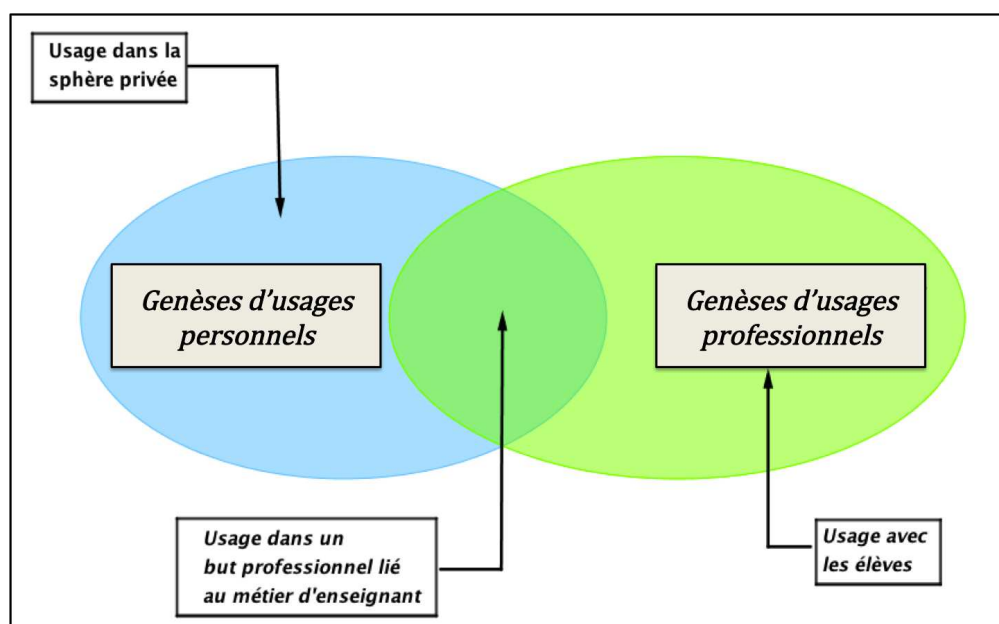 Usage dans la
sphère privée
Genèses d'usages
personnels
Genèses d'usages
professionnels
Usage dans un
but professionnel lié
au métier d'enseignant
Usage avec
les élèves